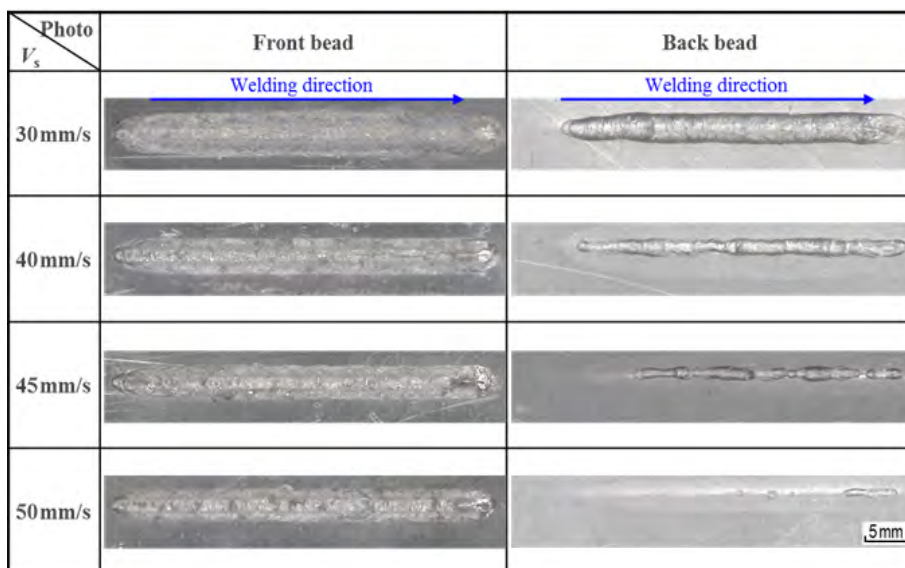 Photo
Vs
Front bead
Back bead
30mm/s
Welding direction
Welding direction
40mm/s
45mm/s
50mm/s
5mm